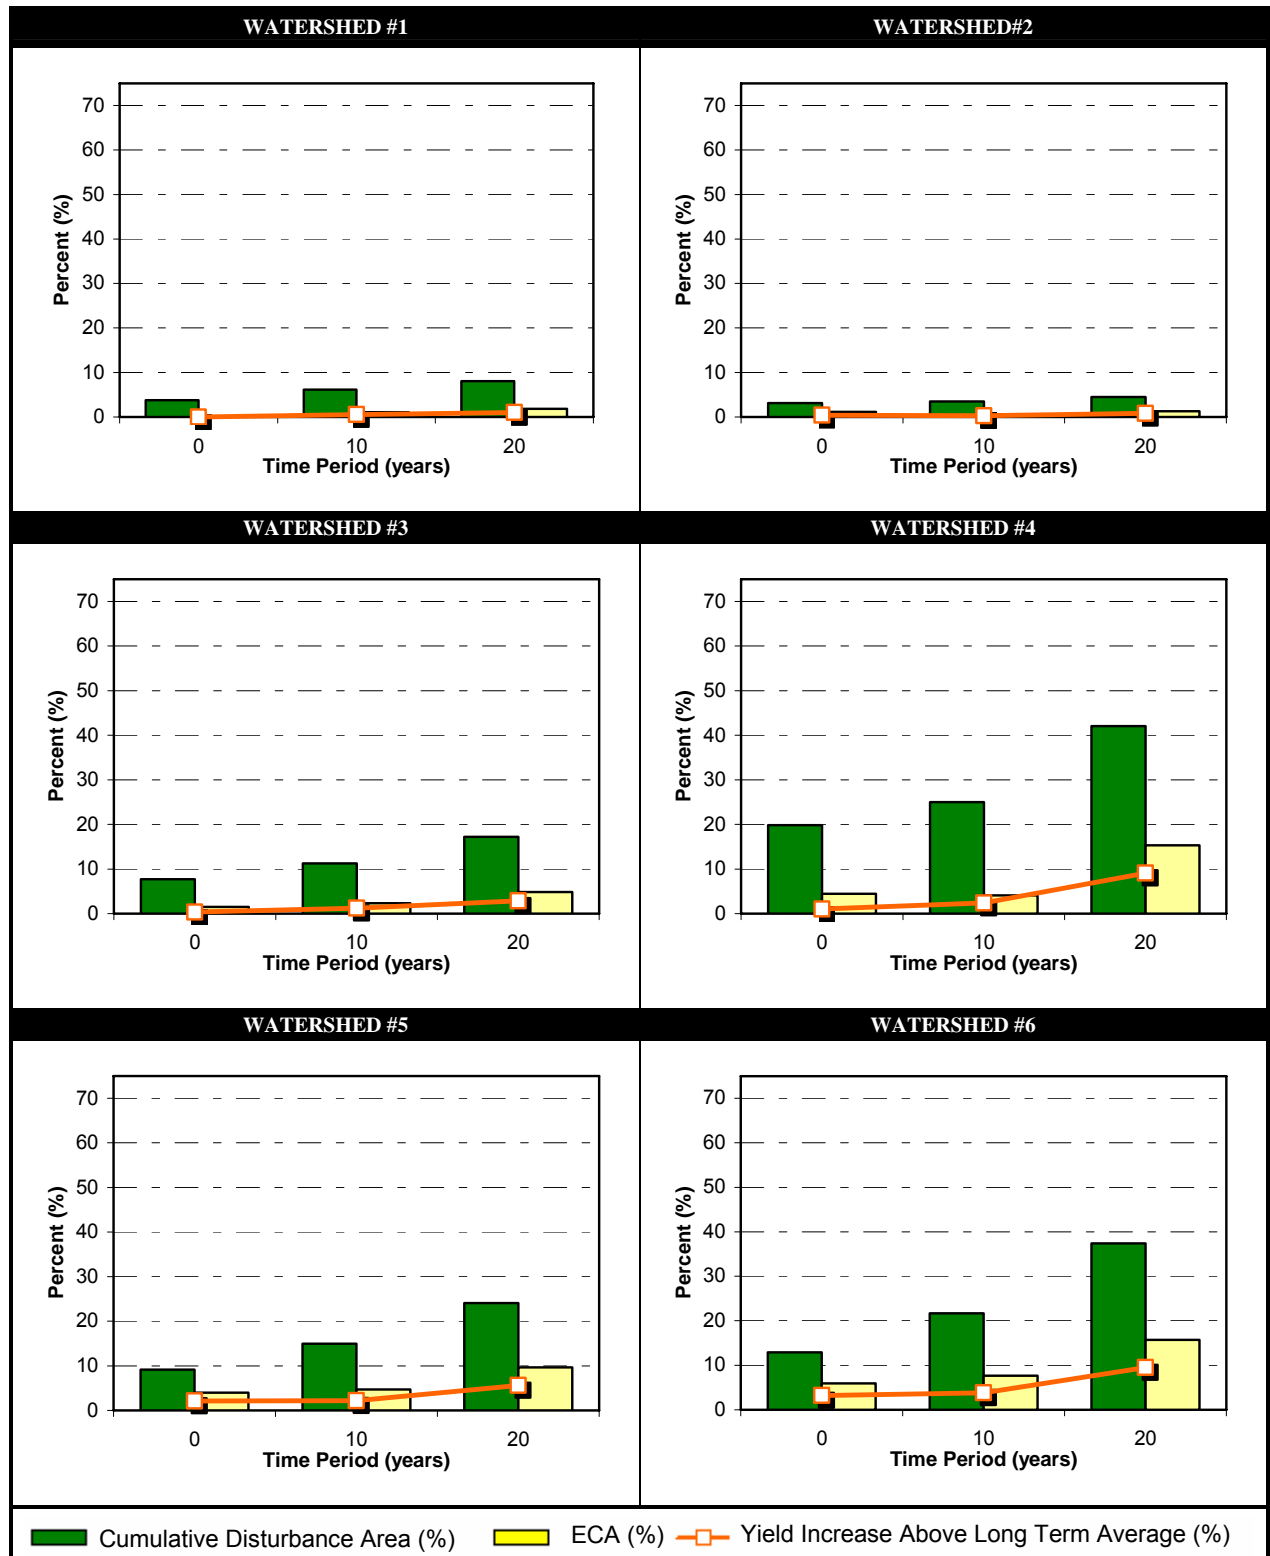 WATERSHED #1
70
60
50
40
30
20
10
0
Percent (%)
0 10 20
Time Period (years)
WATERSHED#2
70
60
50
40
30
20
10
0
Percent (%)
0 10 20
Time Period (years)
WATERSHED #3
70
60
50
40
30
20
10
0
Percent (%)
0 10 20
Time Period (years)
WATERSHED #4
70
60
50
40
30
20
10
0
Percent (%)
0 10 20
Time Period (years)
WATERSHED #5
70
60
50
40
30
20
10
0
Percent (%)
0 10 20
Time Period (years)
WATERSHED #6
70
60
50
40
30
20
10
0
Percent (%)
0 10 20
Time Period (years)
Cumulative Disturbance Area (%) ECA (%) Yield Increase Above Long Term Average (%)